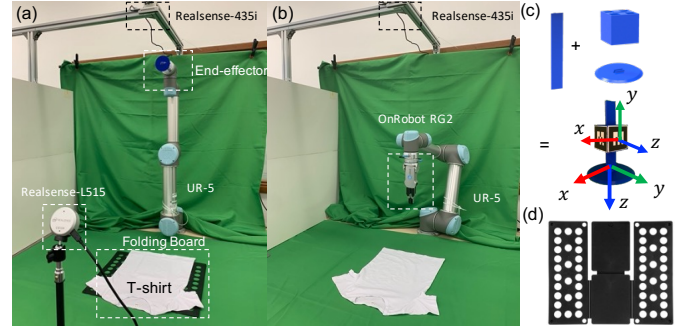 (a)
Realsense-435i
End-effector
UR-5
Realsense-L515
Folding Board
T-shirt
(b)
Realsense-435i
OnRobot RG2
UR-5
(c)
+
=
y
x
z
x
y
z
(d)